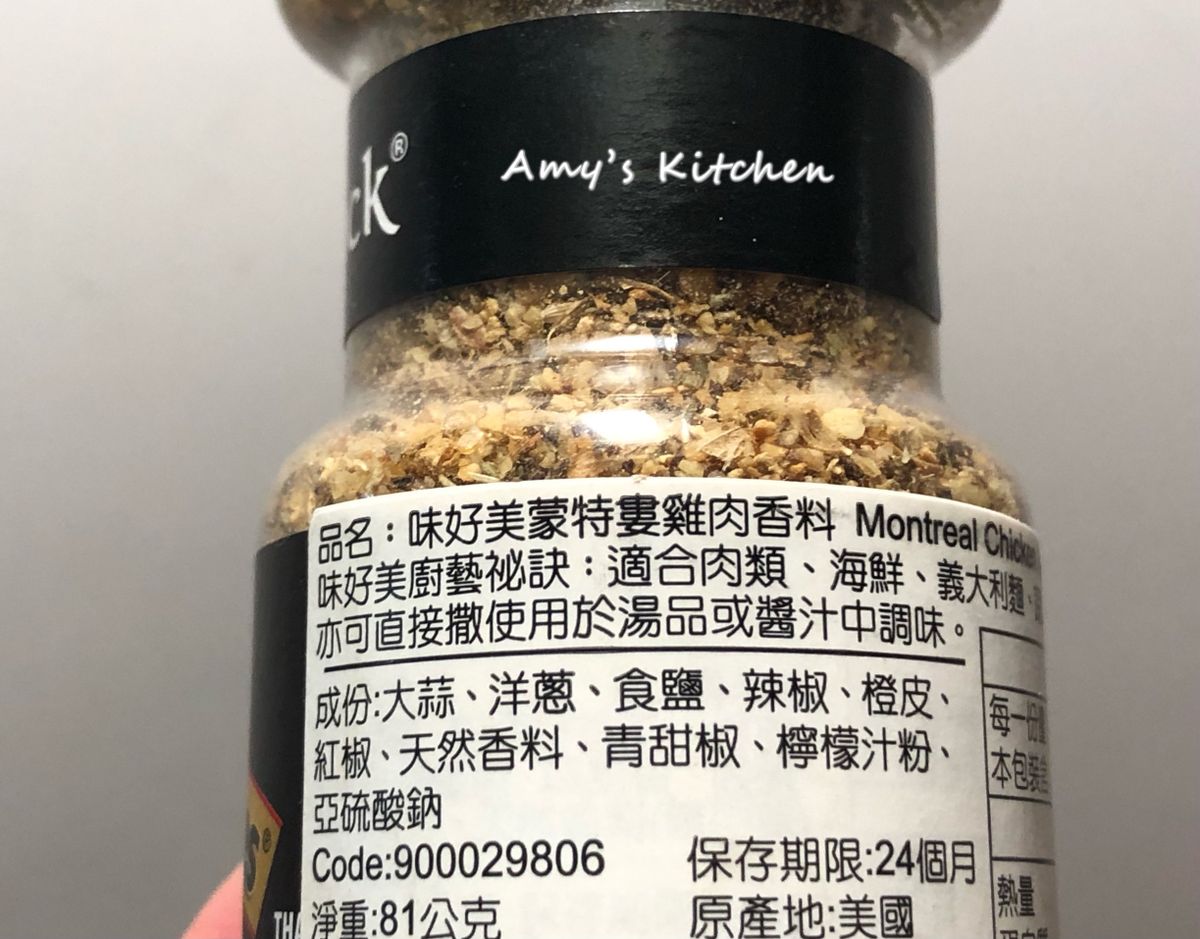 ck®
Amy's Kitchen
品名：味好美蒙特婁雞肉香料 Montreal Chicken
味好美廚藝祕訣：適合肉類、海鮮、義大利麵、
亦可直接撒使用於湯品或醬汁中調味。
成份:大蒜、洋蔥、食鹽、辣椒、橙皮、
紅椒、天然香料、青甜椒、檸檬汁粉、
亞硫酸鈉
Code:900029806 保存期限:24個月
淨重:81公克 原產地:美國
每一份量
本包裝含
熱量
S®
THA